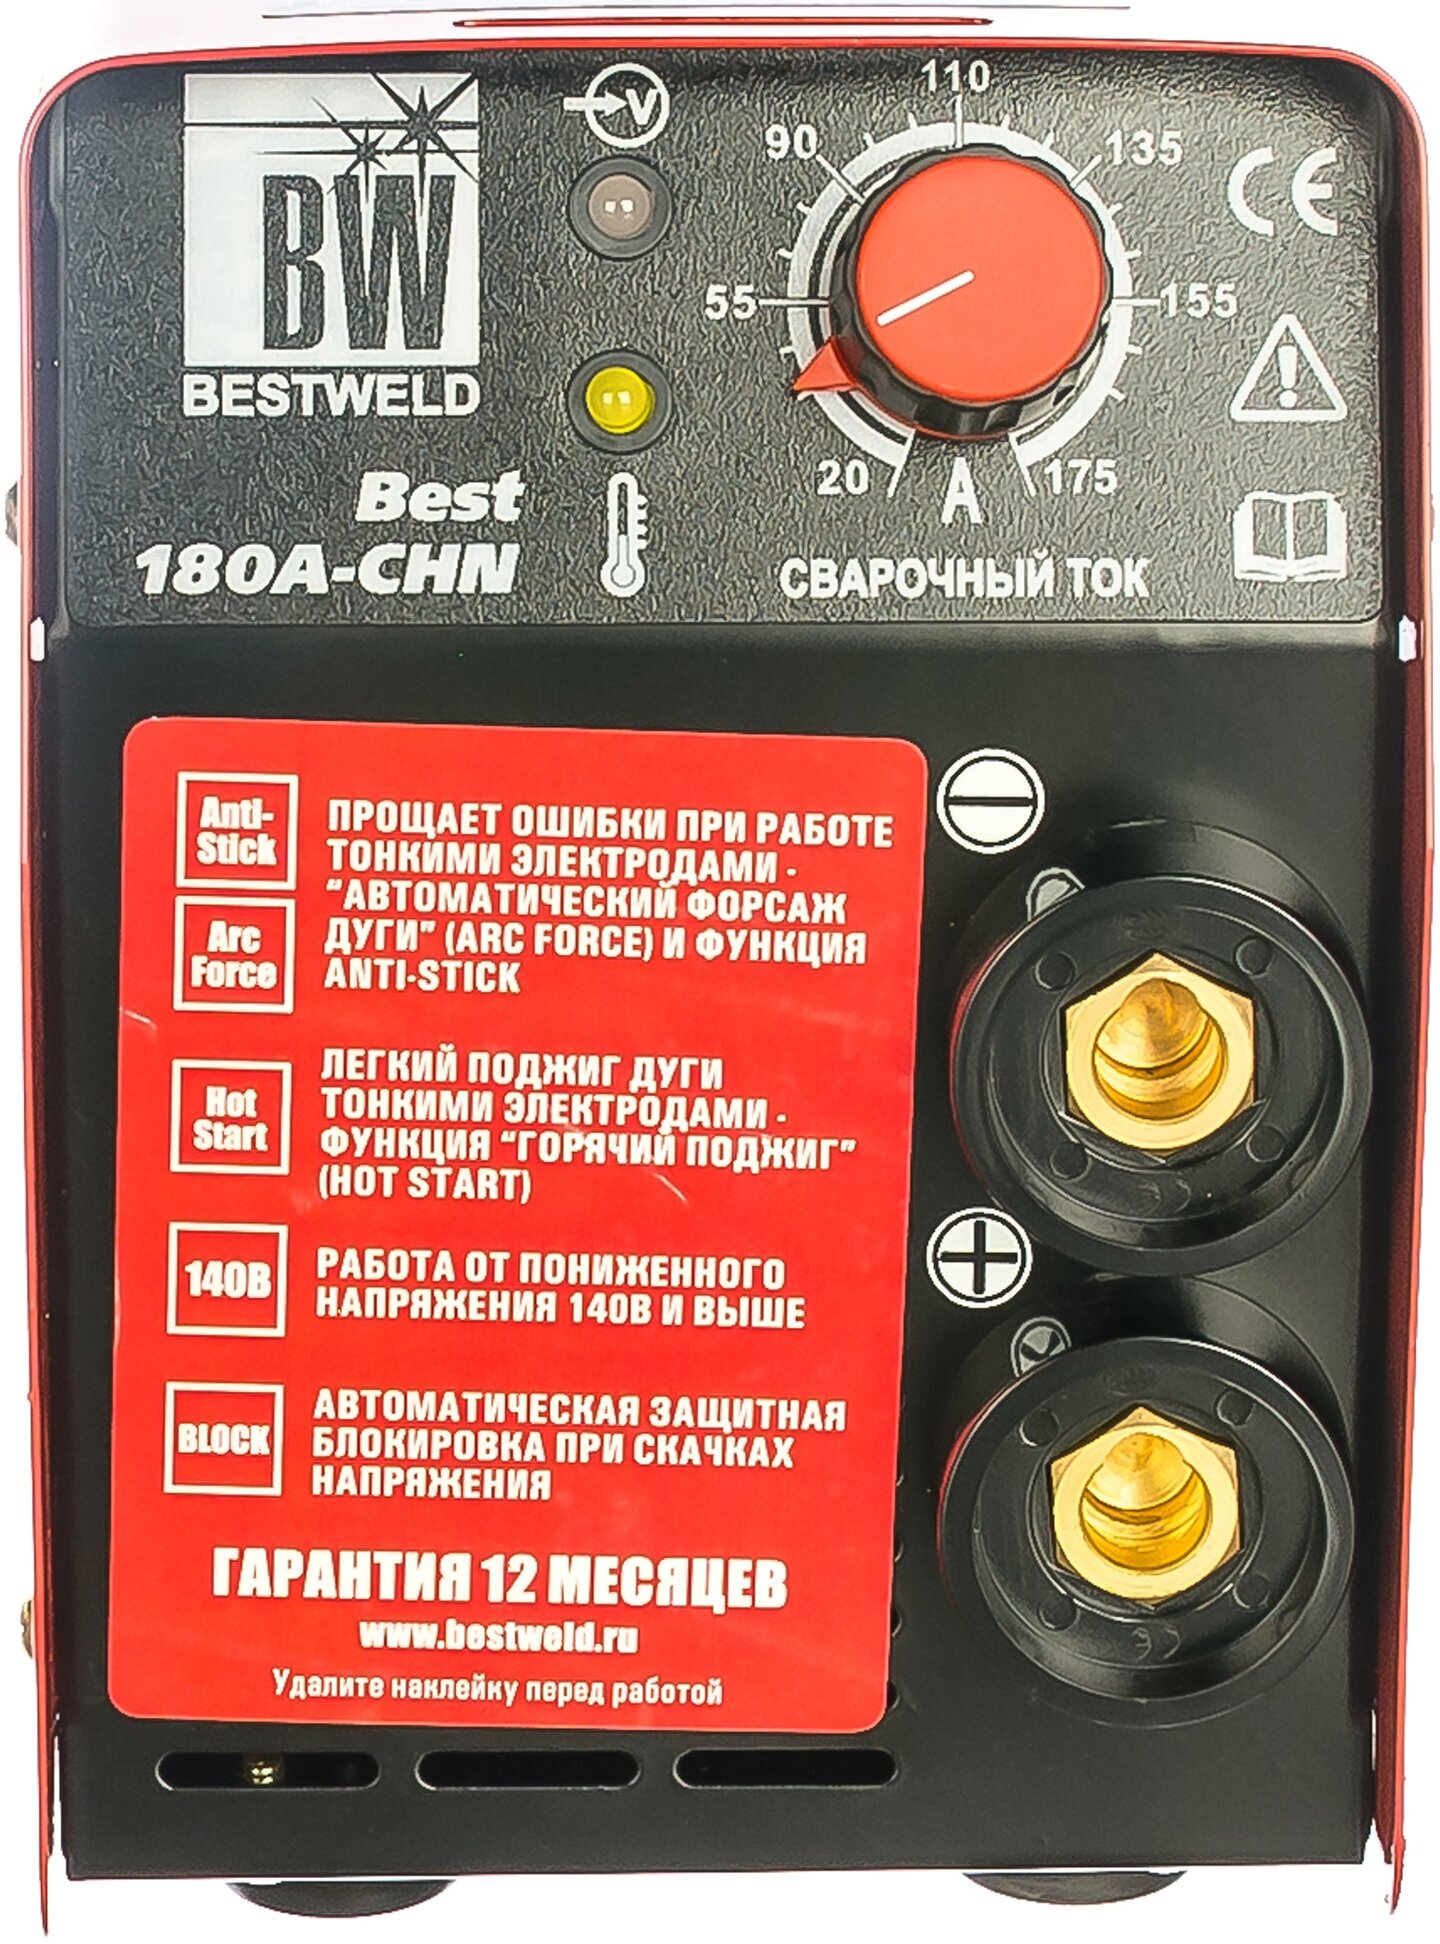 BW
BESTWELD
Best
180A-CHN
V
110
90
135
55
155
20
175
A
СВАРОЧНЫЙ ТОК
CE
Anti-
Stick
Arc
Force
ПРОЩАЕТ ОШИБКИ ПРИ РАБОТЕ
ТОНКИМИ ЭЛЕКТРОДАМИ -
"АВТОМАТИЧЕСКИЙ ФОРСАЖ
ДУГИ" (ARC FORCE) И ФУНКЦИЯ
ANTI-STICK
Hot
Start
ЛЕГКИЙ ПОДЖИГ ДУГИ
ТОНКИМИ ЭЛЕКТРОДАМИ -
ФУНКЦИЯ "ГОРЯЧИЙ ПОДЖИГ"
(HOT START)
140В
РАБОТА ОТ ПОНИЖЕННОГО
НАПРЯЖЕНИЯ 140В И ВЫШЕ
BLOCK
АВТОМАТИЧЕСКАЯ ЗАЩИТНАЯ
БЛОКИРОВКА ПРИ СКАЧКАХ
НАПРЯЖЕНИЯ
ГАРАНТИЯ 12 МЕСЯЦЕВ
www.bestweld.ru
Удалите наклейку перед работой